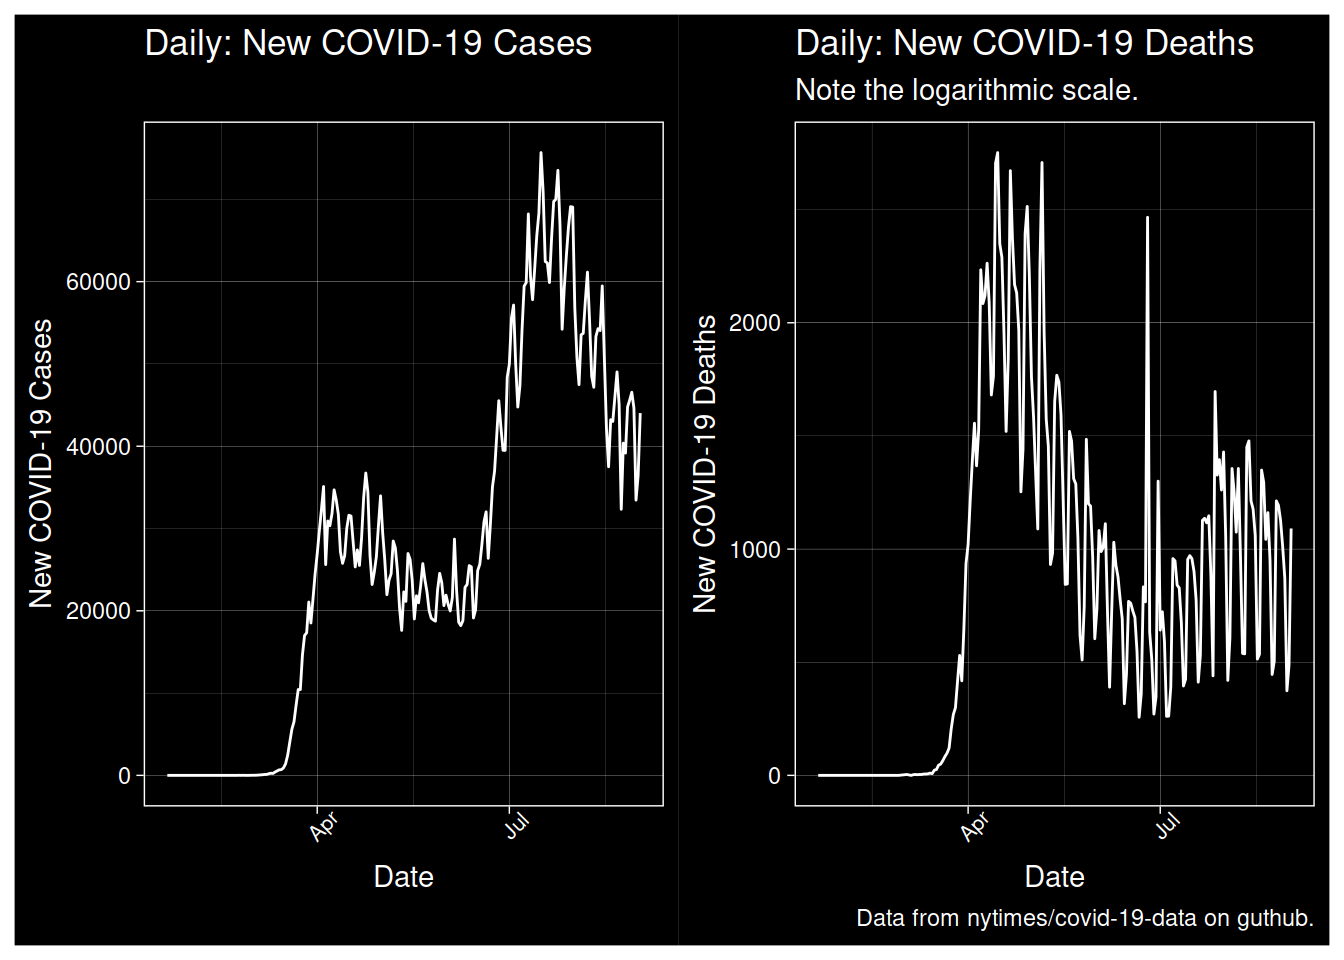 Daily: New COVID-19 Cases
New COVID-19 Cases
60000
40000
20000
0
Apr
Jul
Date
Daily: New COVID-19 Deaths
Note the logarithmic scale.
New COVID-19 Deaths
2000
1000
0
Apr
Jul
Date
Data from nytimes/covid-19-data on guthub.